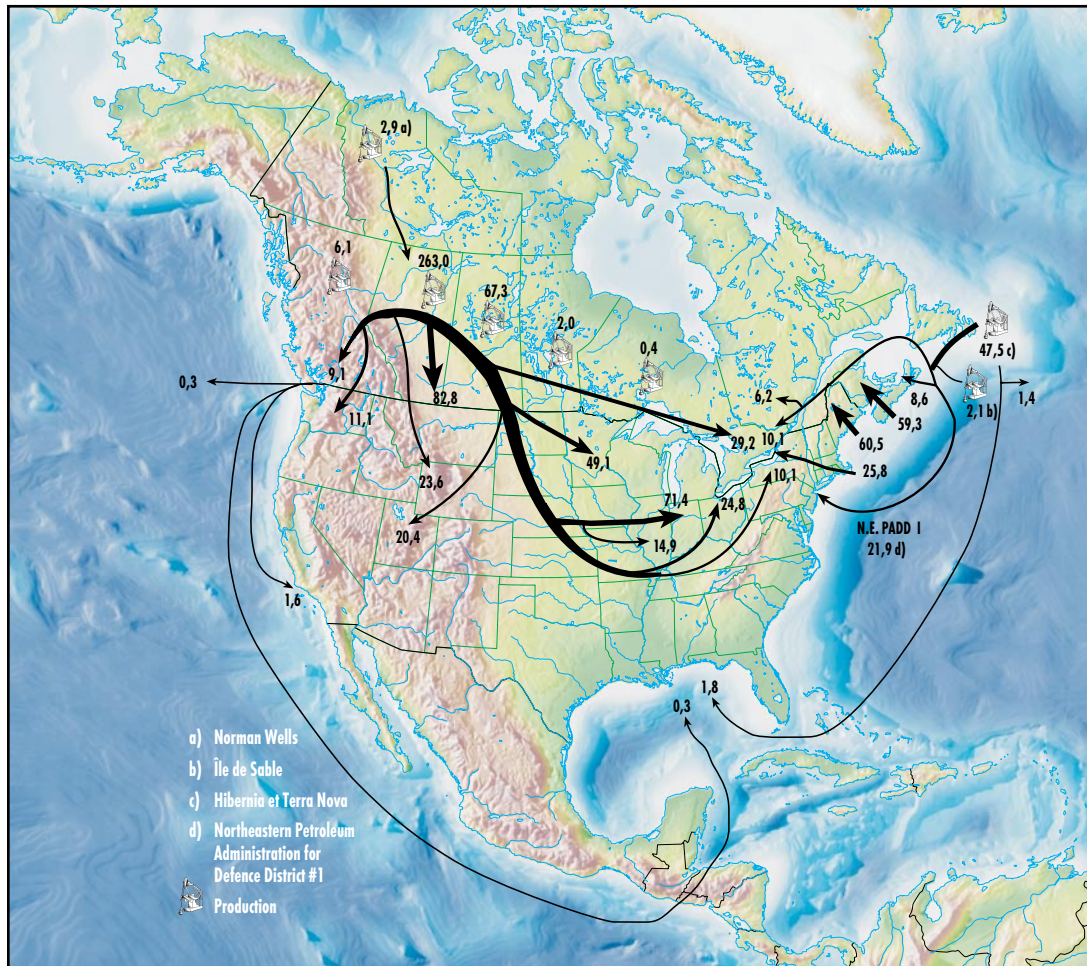 2,9 a)
6,1
263,0
67,3
2,0
0,4
47,5 c)
2,1 b)
1,4
8,6
59,3
60,5
6,2
10,1
29,2
25,8
10,1
9,1
0,3
11,1
82,8
49,1
23,6
20,4
71,4
24,8
14,9
N.E. PADD I
21,9 d)
1,6
1,8
0,3
a) Norman Wells
b) Île de Sable
c) Hibernia et Terra Nova
d) Northeastern Petroleum
Administration for
Defence District #1
Production